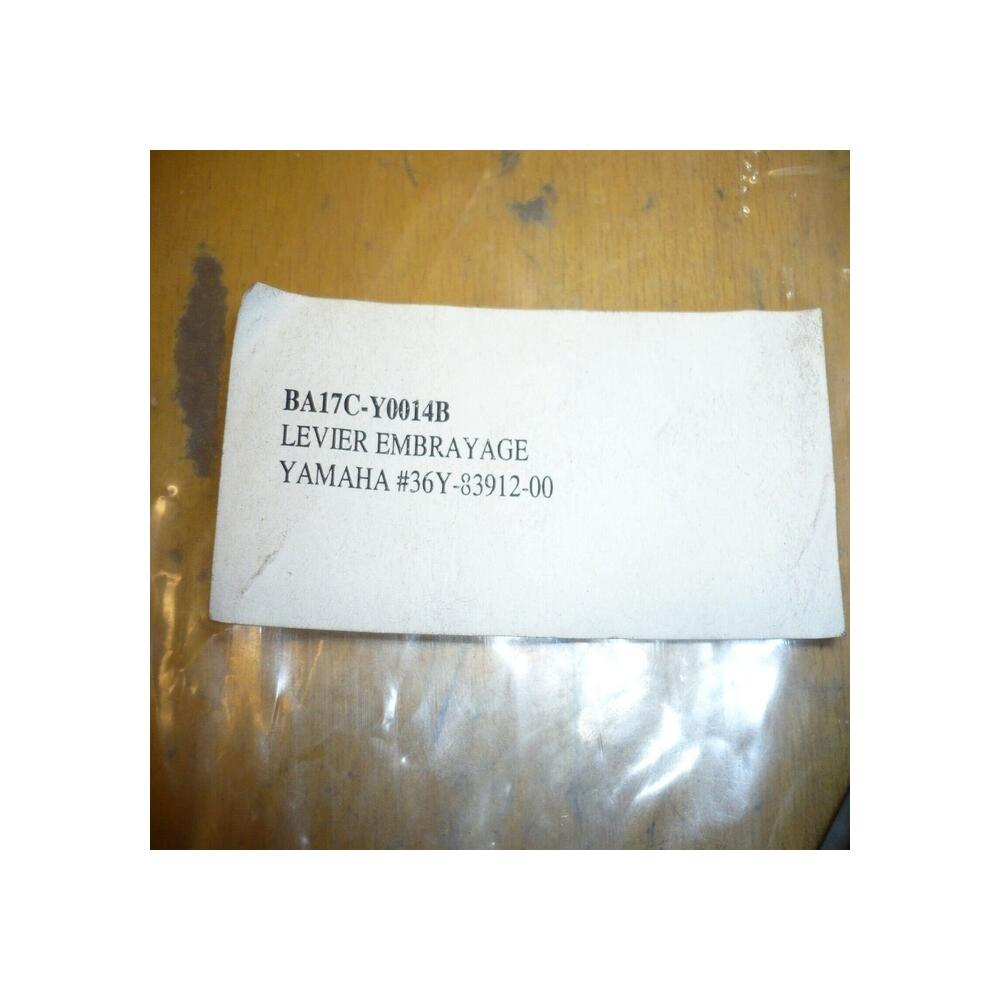 BA17C-Y0014B
LEVIER EMBRAYAGE
YAMAHA #36Y-83912-00